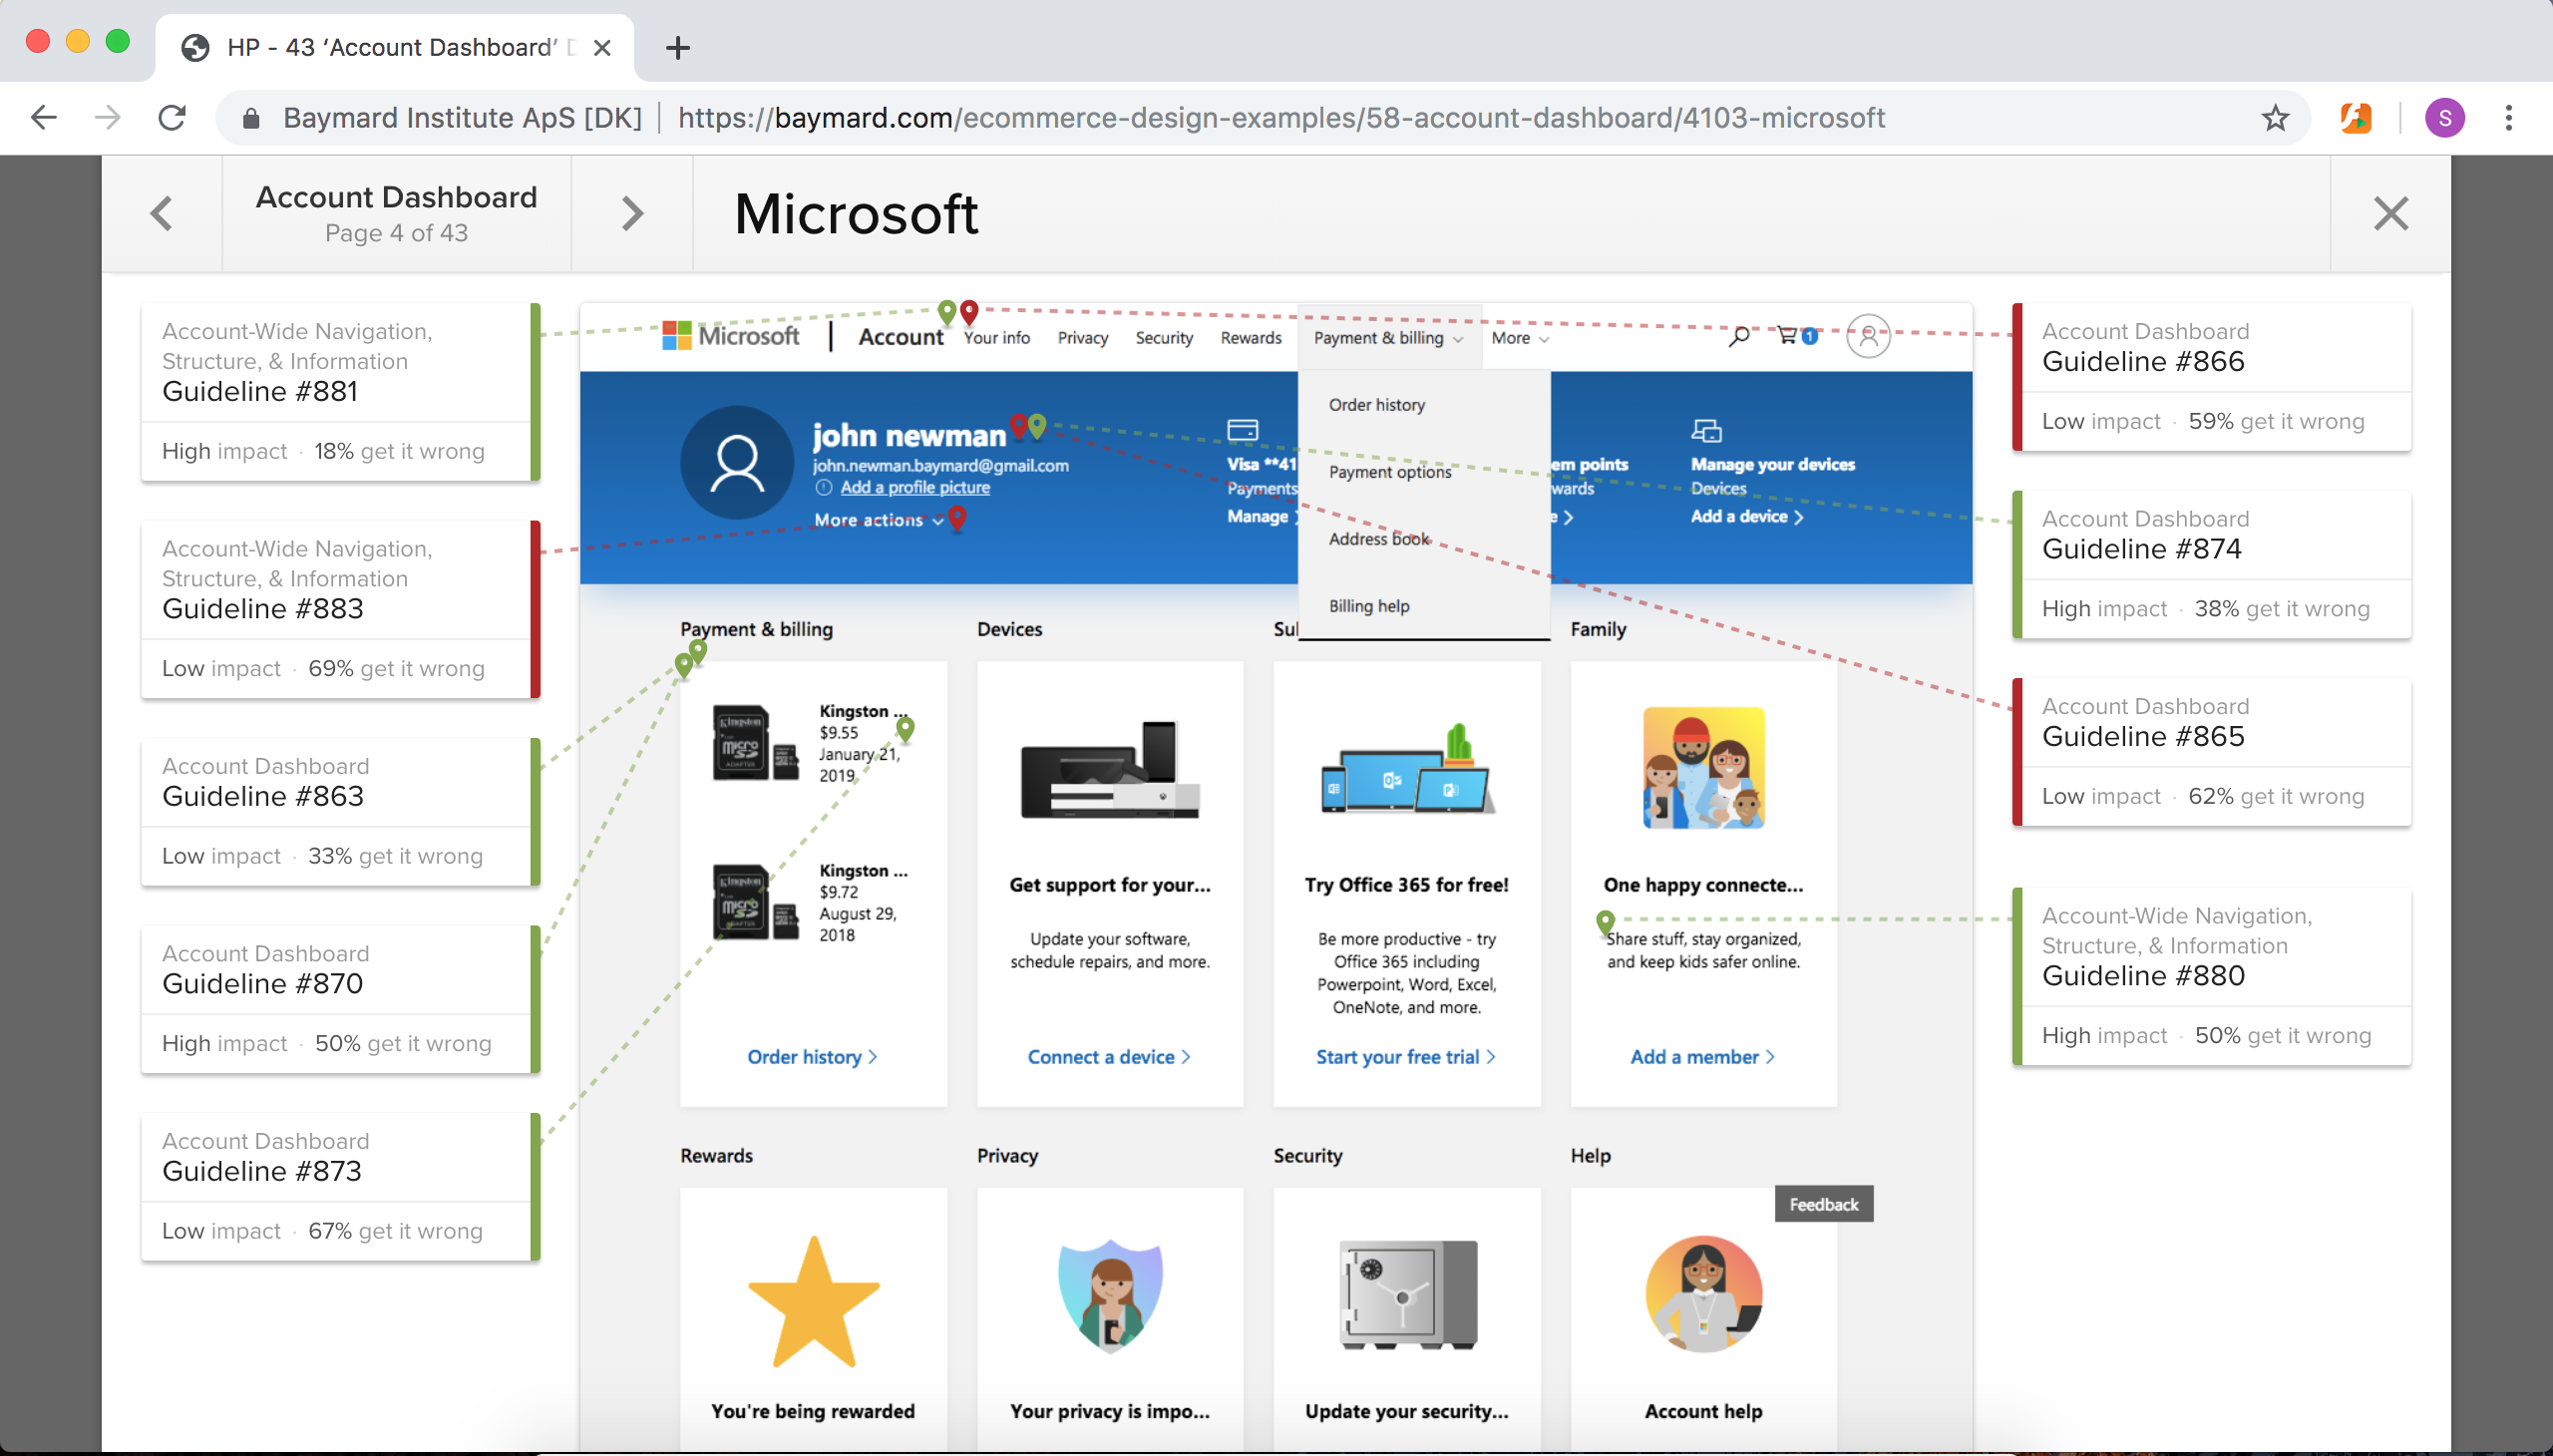 HP - 43 ‘Account Dashboard’
Baymard Institute ApS [DK]
https://baymard.com/ecommerce-design-examples/58-account-dashboard/4103-microsoft
S
Account Dashboard
Page 4 of 43
Microsoft
Account-Wide Navigation,
Structure, & Information
Guideline #881
High impact · 18% get it wrong
Account-Wide Navigation,
Structure, & Information
Guideline #883
Low impact · 69% get it wrong
Account Dashboard
Guideline #863
Low impact · 33% get it wrong
Account Dashboard
Guideline #870
High impact · 50% get it wrong
Account Dashboard
Guideline #873
Low impact · 67% get it wrong
Microsoft | Account Your info Privacy Security Rewards Payment & billing More 1
Order history
Payment options
Address book
Billing help
john newman
john.newman.baymard@gmail.com
Add a profile picture
More actions
Visa **41
Payments
Manage
em points
wards
e
Manage your devices
Devices
Add a device
Payment & billing
Kingston ...
$9.55
January 21,
2019
Kingston ...
$9.72
August 29,
2018
Order history
Devices
Get support for your...
Update your software,
schedule repairs, and more.
Connect a device
Su
Try Office 365 for free!
Be more productive - try
Office 365 including
Powerpoint, Word, Excel,
OneNote, and more.
Start your free trial
Family
One happy connecte...
Share stuff, stay organized,
and keep kids safer online.
Add a member
Rewards
You're being rewarded
Privacy
Your privacy is impo...
Security
Update your security...
Help
Feedback
Account help
Account Dashboard
Guideline #866
Low impact · 59% get it wrong
Account Dashboard
Guideline #874
High impact · 38% get it wrong
Account Dashboard
Guideline #865
Low impact · 62% get it wrong
Account-Wide Navigation,
Structure, & Information
Guideline #880
High impact · 50% get it wrong